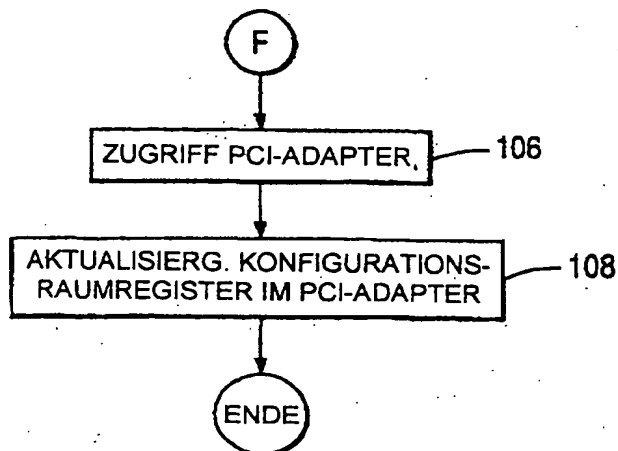 F
ZUGRIFF PCI-ADAPTER
106
AKTUALISIERG. KONFIGURATIONS-
RAUMREGISTER IM PCI-ADAPTER
108
ENDE